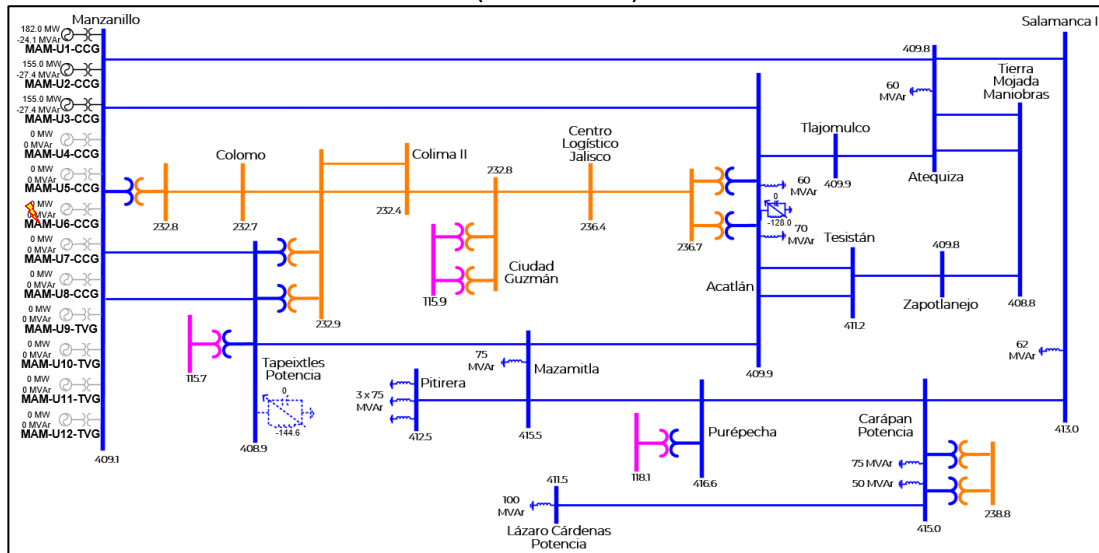 Manzanillo
Salamanca II
182.0 MW
-24.1 MVAr
MAM-U1-CCG
155.0 MW
-27.4 MVAr
MAM-U2-CCG
155.0 MW
-27.4 MVAr
MAM-U3-CCG
0 MW
0 MVAr
MAM-U4-CCG
0 MW
0 MVAr
MAM-U5-CCG
0 MW
0 MVAr
MAM-U6-CCG
0 MW
0 MVAr
MAM-U7-CCG
0 MW
0 MVAr
MAM-U8-CCG
0 MW
0 MVAr
MAM-U9-TVG
0 MW
0 MVAr
MAM-U10-TVG
0 MW
0 MVAr
MAM-U11-TVG
0 MW
0 MVAr
MAM-U12-TVG
409.1
409.8
60
MVAr
Atequiza
Tierra
Mojada
Maniobras
408.8
Tlajomulco
409.9
Colomo
232.8
232.7
Colima II
232.4
232.9
232.8
Ciudad
Guzmán
115.9
Centro
Logístico
Jalisco
236.4
236.7
60
MVAr
0
-128.0
70
MVAr
Acatlán
409.9
Tesistán
411.2
409.8
Zapotlanejo
115.7
Tapeixtles
Potencia
0
-144.6
408.9
75
MVAr
Mazamitla
415.5
Pitirera
3 x 75
MVAr
412.5
Purépecha
118.1
416.6
62
MVAr
413.0
Carápan
Potencia
75 MVAr
50 MVAr
415.0
238.8
411.5
100
MVAr
Lázaro Cárdenas
Potencia